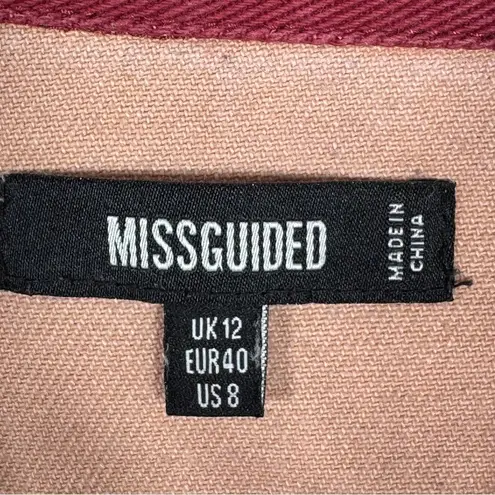 MISSGUIDED
MADE IN
CHINA
UK 12
EUR 40
US 8